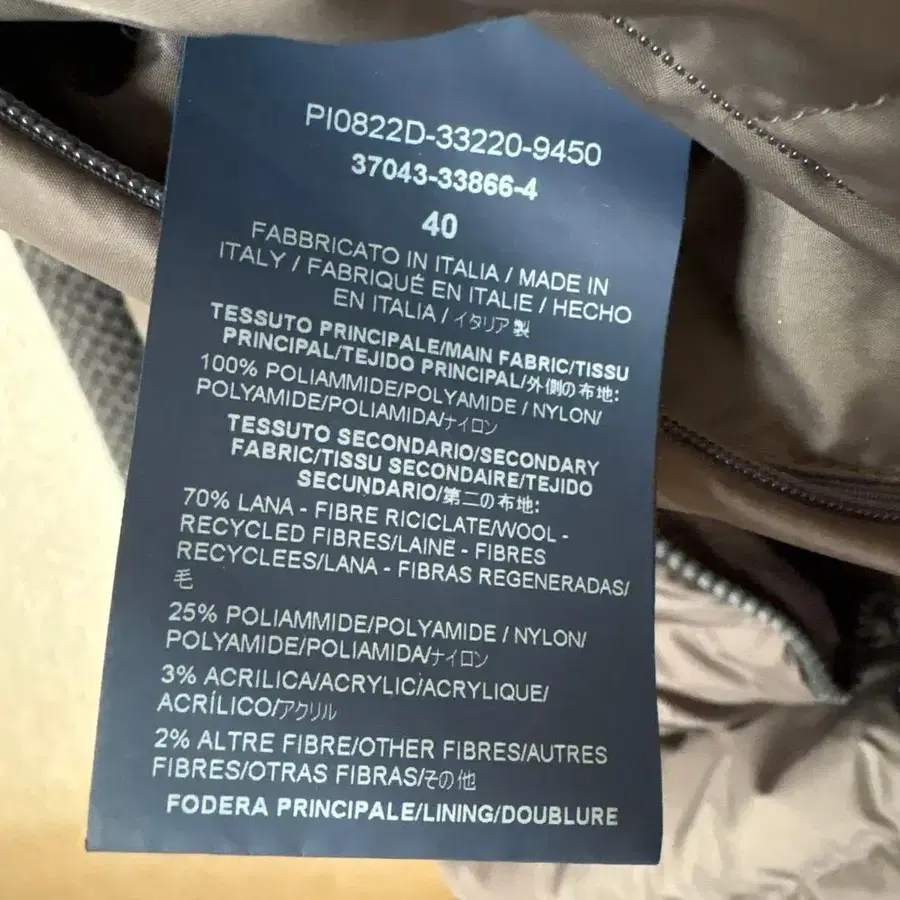 PI0822D-33220-9450
37043-33866-4
40
FABBRICATO IN ITALIA / MADE IN
ITALY / FABRIQUÉ EN ITALIE / HECHO
EN ITALIA / イタリア製
TESSUTO PRINCIPALE/MAIN FABRIC/TISSU
PRINCIPAL/TEJIDO PRINCIPAL/外側の布地:
100% POLIAMMIDE/POLYAMIDE / NYLON/
POLYAMIDE/POLIAMIDA/ナイロン
TESSUTO SECONDARIO/SECONDARY
FABRIC/TISSU SECONDAIRE/TEJIDO
SECUNDARIO/第二の布地:
70% LANA - FIBRE RICICLATE/WOOL -
RECYCLED FIBRES/LAINE - FIBRES
RECYCLEES/LANA - FIBRAS REGENERADAS/
毛
25% POLIAMMIDE/POLYAMIDE / NYLON/
POLYAMIDE/POLIAMIDA/ナイロン
3% ACRILICA/ACRYLIC/ACRYLIQUE/
ACRÍLICO/アクリル
2% ALTRE FIBRE/OTHER FIBRES/AUTRES
FIBRES/OTRAS FIBRAS/その他
FODERA PRINCIPALE/LINING/DOUBLURE